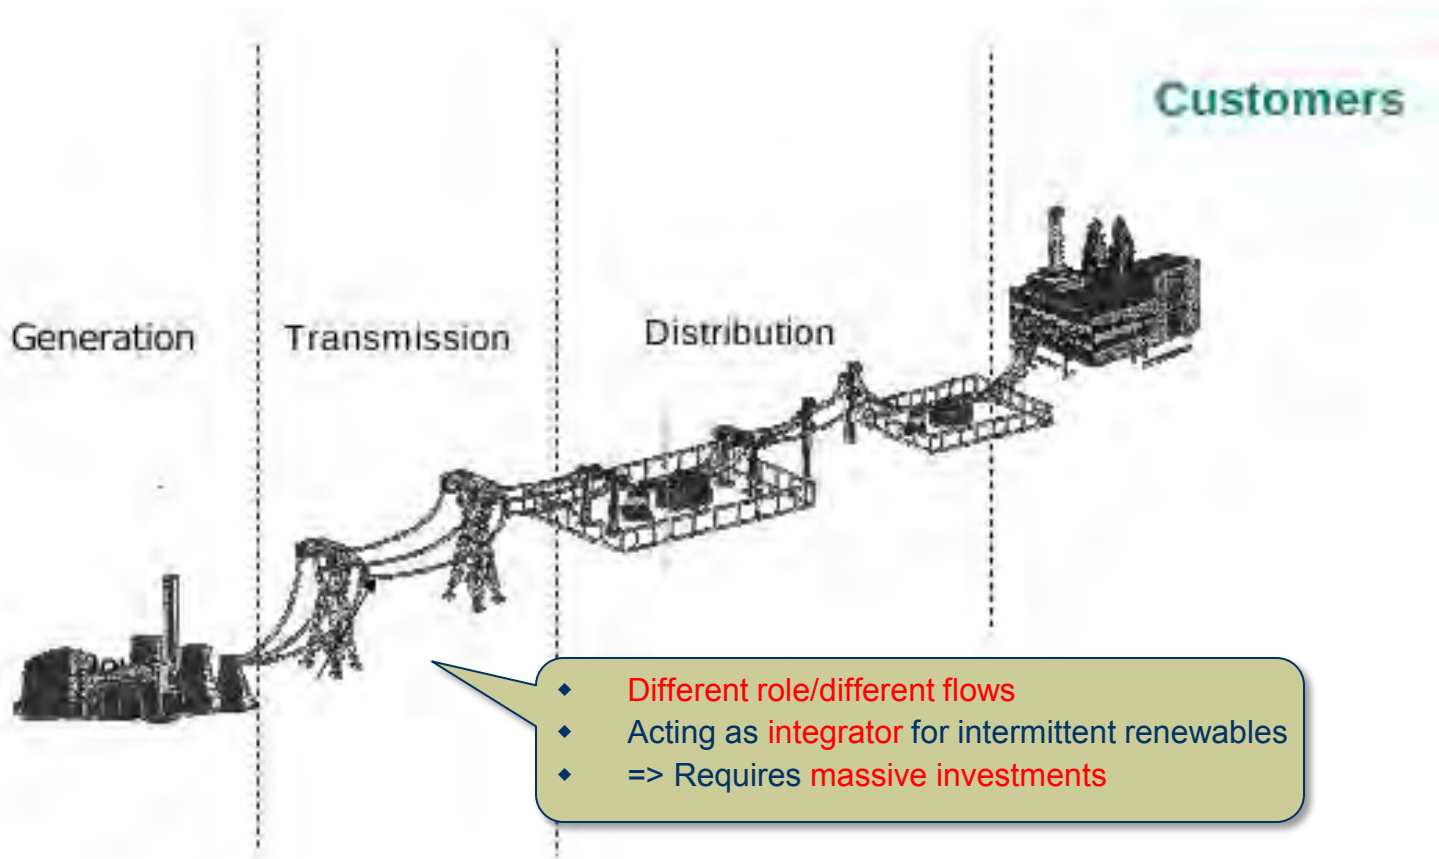 Customers
Generation
Transmission
Distribution
Different role/different flows
Acting as integrator for intermittent renewables
=> Requires massive investments